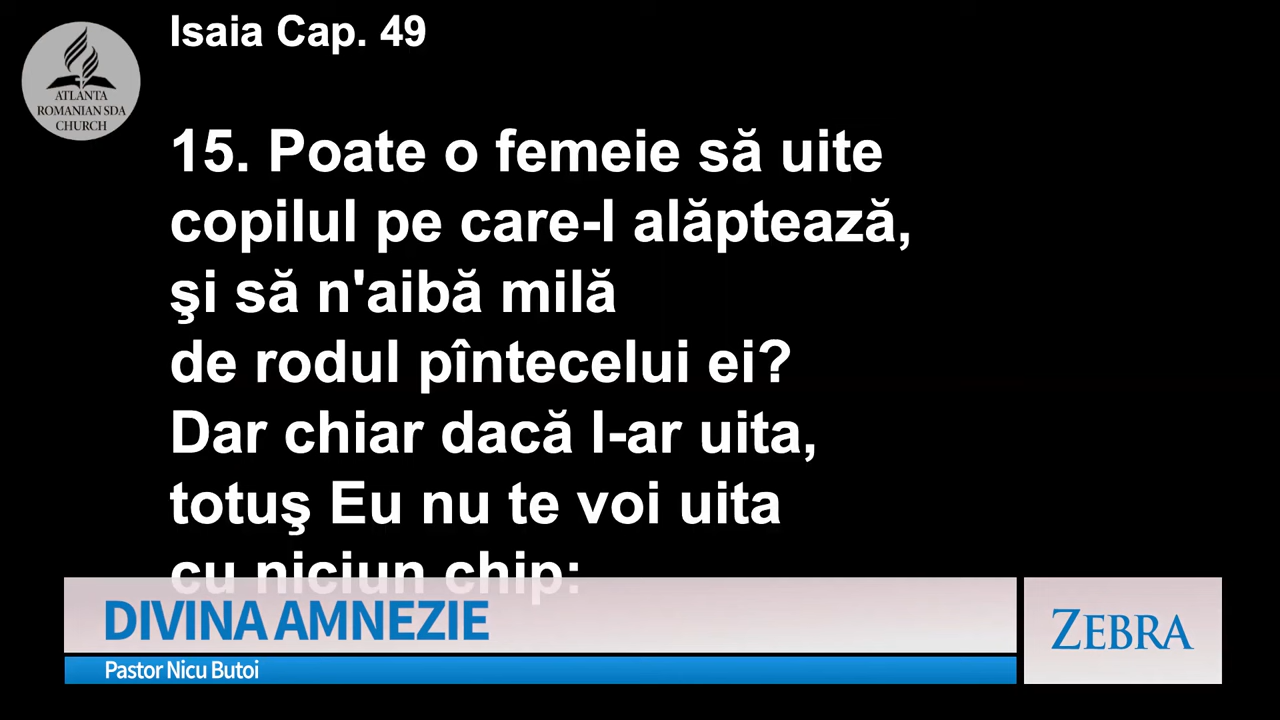 Isaia Cap. 49
ATLANTA
ROMANIAN SDA
CHURCH
15. Poate o femeie să uite
copilul pe care-l alăptează,
şi să n'aibă milă
de rodul pîntecelui ei?
Dar chiar dacă l-ar uita,
totuş Eu nu te voi uita
cu niciun chip:
DIVINA AMNEZIE
Pastor Nicu Butoi
ZEBRA